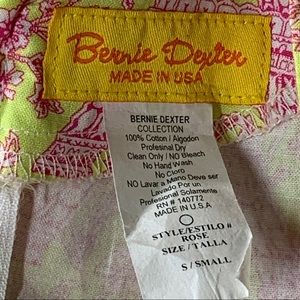 Bernie Dexter
MADE IN USA
BERNIE DEXTER
COLLECTION
100% Cotton / Algodon
Profesinal Dry
Clean Only / NO Bleach
No Hand Wash
No Cloro
NO Lavar a Mano Deve ser
Lavado Por un
Profesional Solamente
RN # 140772
M A D E I N U.S.A
STYLE/ESTILO #
ROSE
SIZE / TALLA
S / SMALL